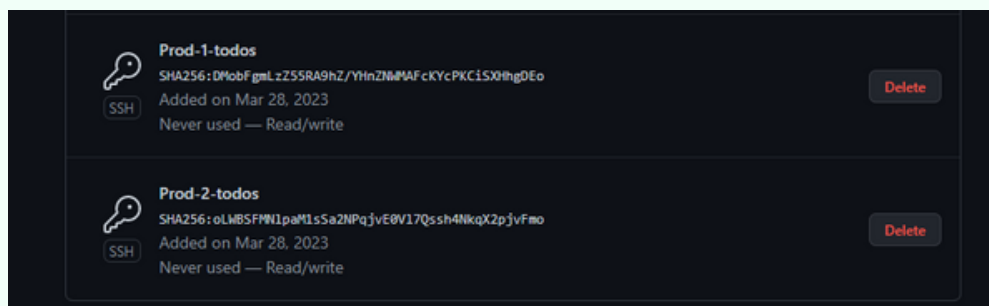 Prod-1-todos
SHA256:DMobFgmLzZ55RA9hZ/YHnZNWMAFcKYcPKCiSXHhgDEo
SSH
Added on Mar 28, 2023
Never used — Read/write
Delete
Prod-2-todos
SHA256:oLWBSFMN1paM1sSa2NPqjvE0V17Qssh4NkqX2pjvFmo
SSH
Added on Mar 28, 2023
Never used — Read/write
Delete